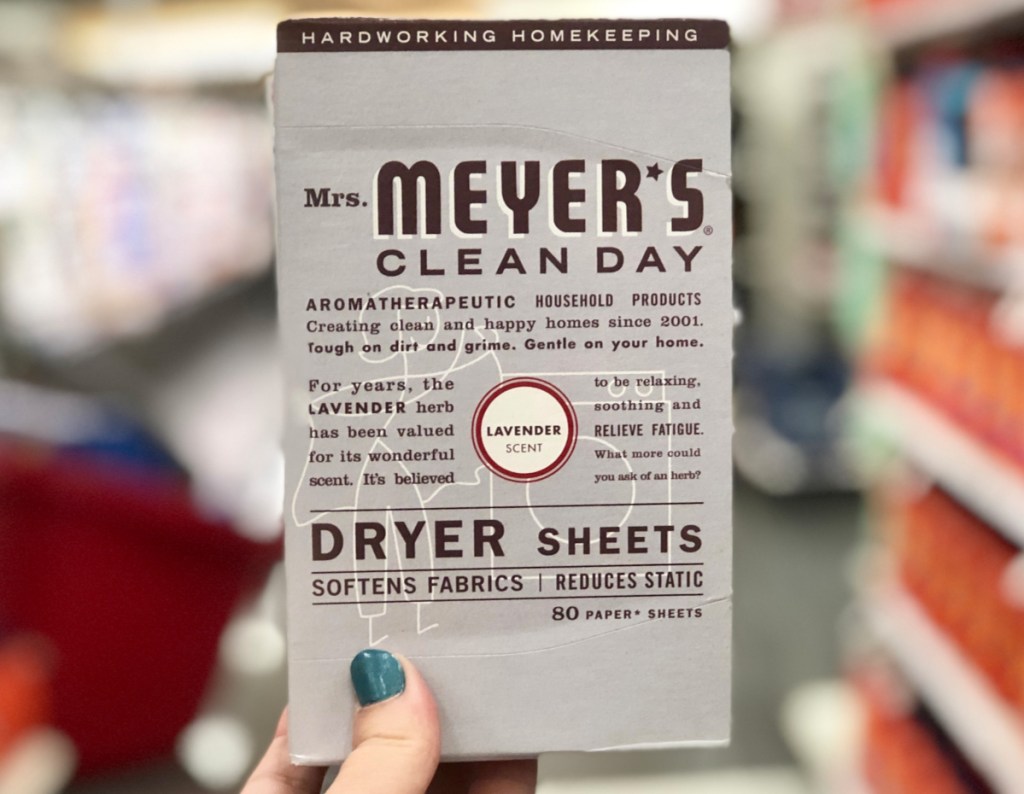 HARDWORKING HOMEKEEPING
Mrs. MEYER★S®
CLEAN DAY
AROMATHERAPEUTIC HOUSEHOLD PRODUCTS
Creating clean and happy homes since 2001.
Tough on dirt and grime. Gentle on your home.
For years, the
LAVENDER herb
has been valued
for its wonderful
scent. It's believed
LAVENDER
SCENT
to be relaxing,
soothing and
RELIEVE FATIGUE.
What more could
you ask of an herb?
DRYER SHEETS
SOFTENS FABRICS | REDUCES STATIC
80 PAPER* SHEETS